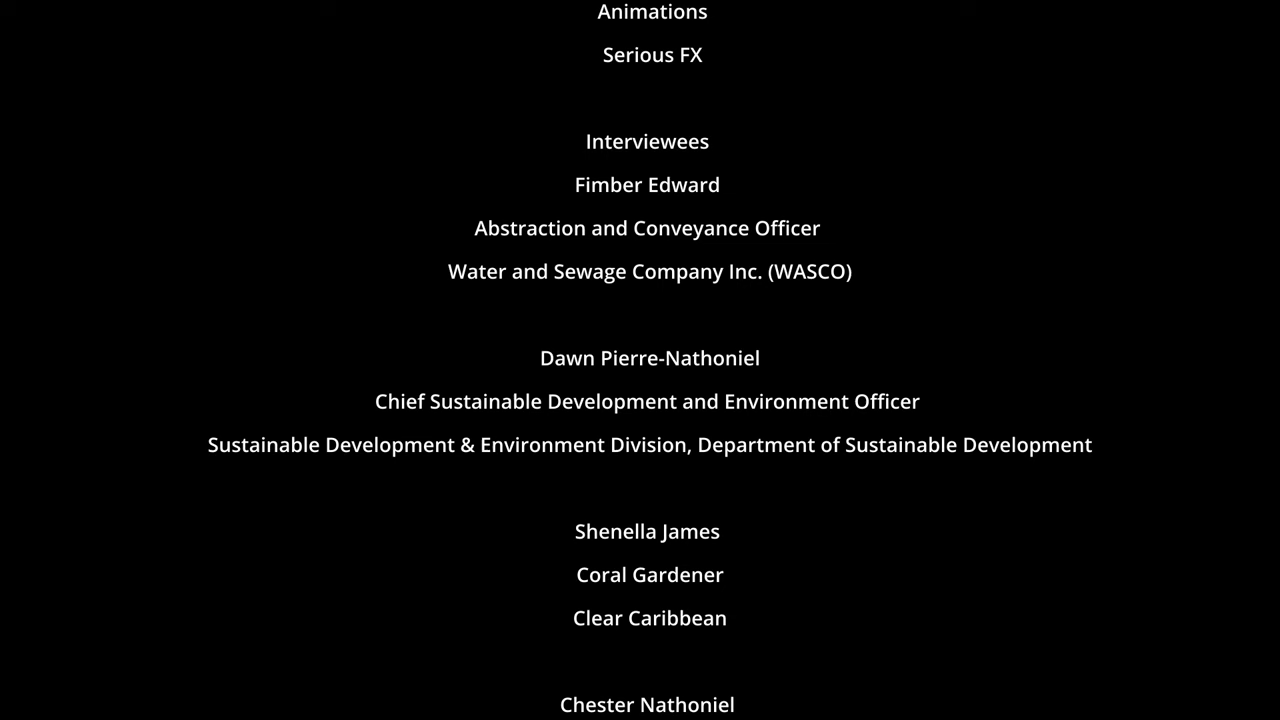 Animations
Serious FX
Interviewees
Fimber Edward
Abstraction and Conveyance Officer
Water and Sewage Company Inc. (WASCO)
Dawn Pierre-Nathoniel
Chief Sustainable Development and Environment Officer
Sustainable Development & Environment Division, Department of Sustainable Development
Shenella James
Coral Gardener
Clear Caribbean
Chester Nathoniel